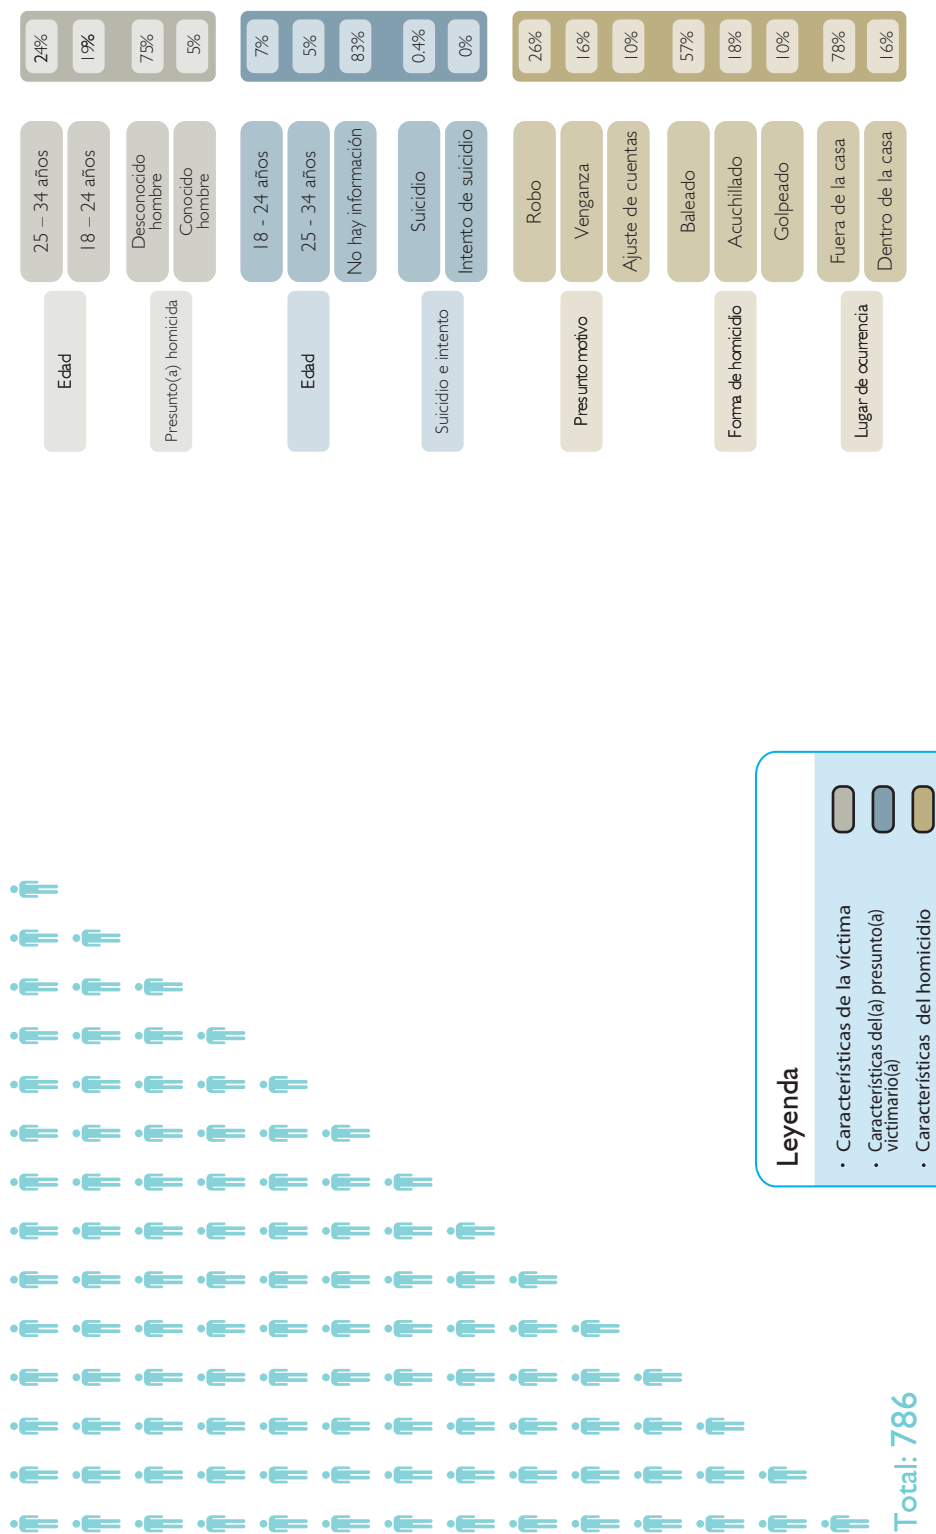 Edad
25 – 34 años
24%
18 – 24 años
19%
Presunto(a) homicida
Desconocido
hombre
75%
Conocido
hombre
5%
Edad
18 - 24 años
7%
25 - 34 años
5%
No hay información
83%
Suicidio e intento
Suicidio
0.4%
Intento de suicidio
0%
Presunto motivo
Robo
26%
Venganza
16%
Ajuste de cuentas
10%
Forma de homicidio
Baleado
57%
Acuchillado
18%
Golpeado
10%
Lugar de ocurrencia
Fuera de la casa
78%
Dentro de la casa
16%
Leyenda
• Características de la víctima
• Características del(a) presunto(a)
victimario(a)
• Características del homicidio
Total: 786